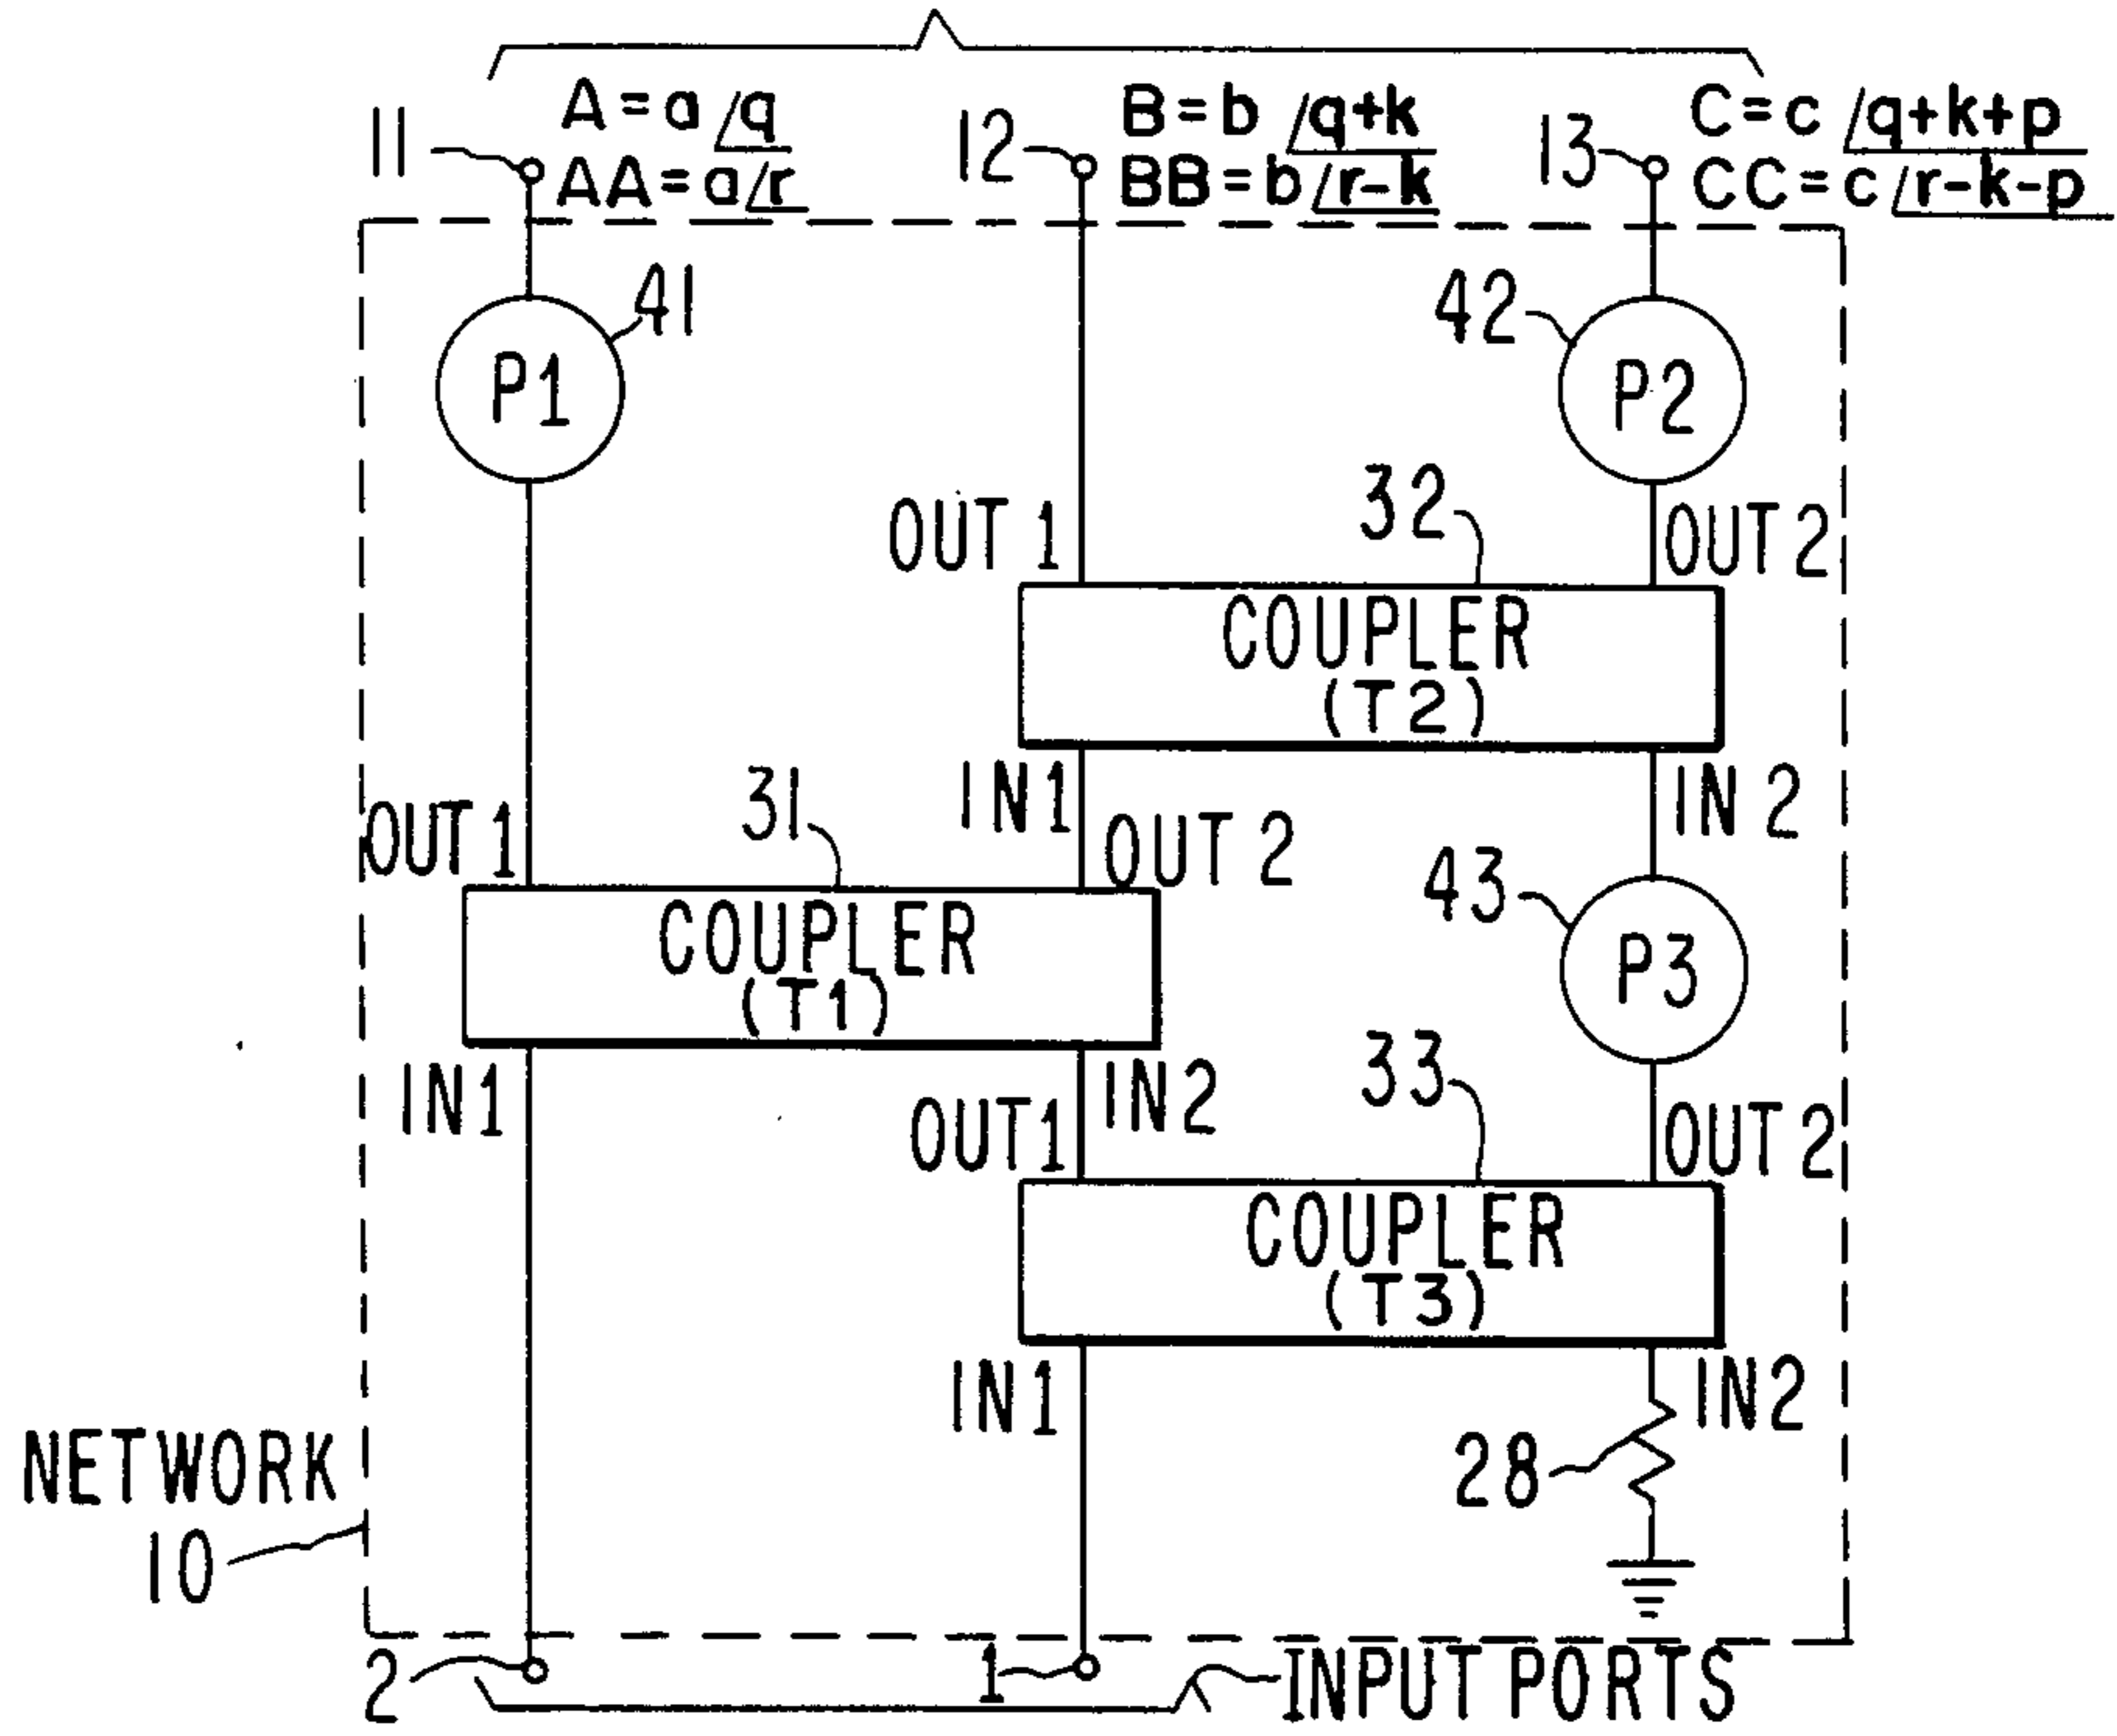 11 A=a/q 12 B=b/q+k 13 C=c/q+k+p
AA=a/r BB=b/r-k CC=c/r-k-p
41 42
P1 P2
32
OUT 1 OUT 2
COUPLER
(T2)
31 IN1 IN 2
OUT 1 OUT 2 43
COUPLER P3
(T1)
33
IN1 IN2
OUT1 OUT 2
COUPLER
(T3)
IN1 IN2
NETWORK 28
10
2 1 INPUT PORTS